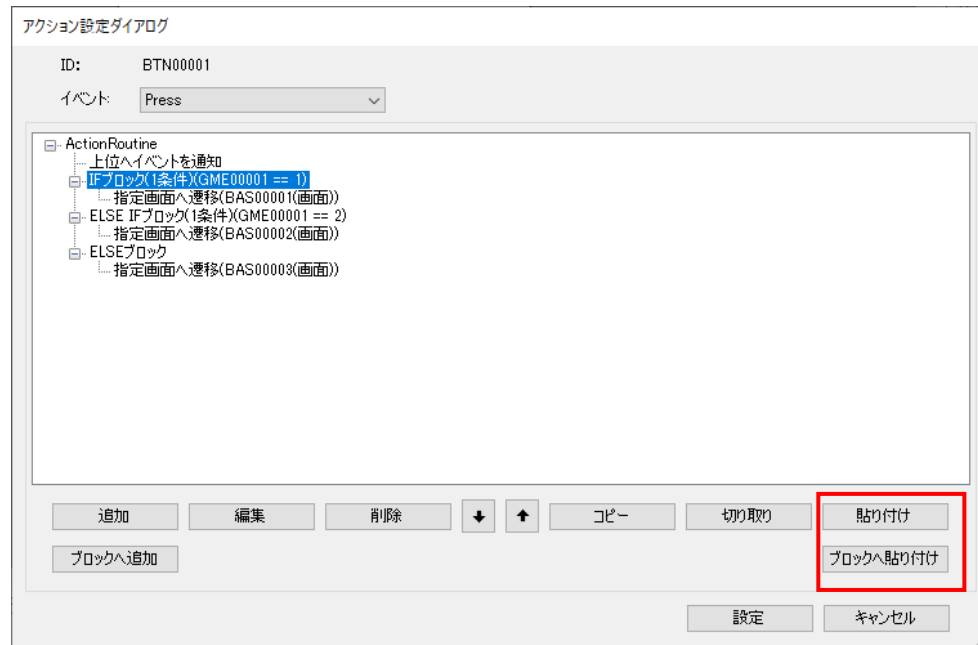 アクション設定ダイアログ
ID: BTN00001
イベント: Press
ActionRoutine
上位へイベントを通知
IFブロック(1条件)(GME00001 == 1)
指定画面へ遷移(BAS00001(画面))
ELSE IFブロック(1条件)(GME00001 == 2)
指定画面へ遷移(BAS00002(画面))
ELSEブロック
指定画面へ遷移(BAS00003(画面))
追加 編集 削除 ↓ ↑ コピー 切り取り 貼り付け
ブロックへ追加 ブロックへ貼り付け
設定 キャンセル